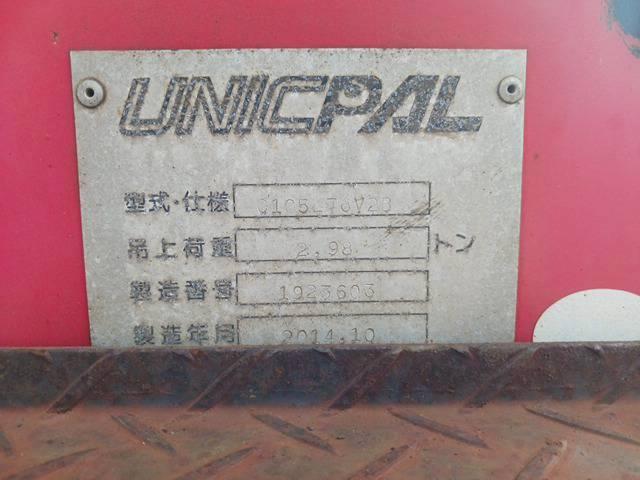 UNICPAL
型式・仕様
吊上荷重 2.98 トン
製造番号 1923603
製造年月 2014.10